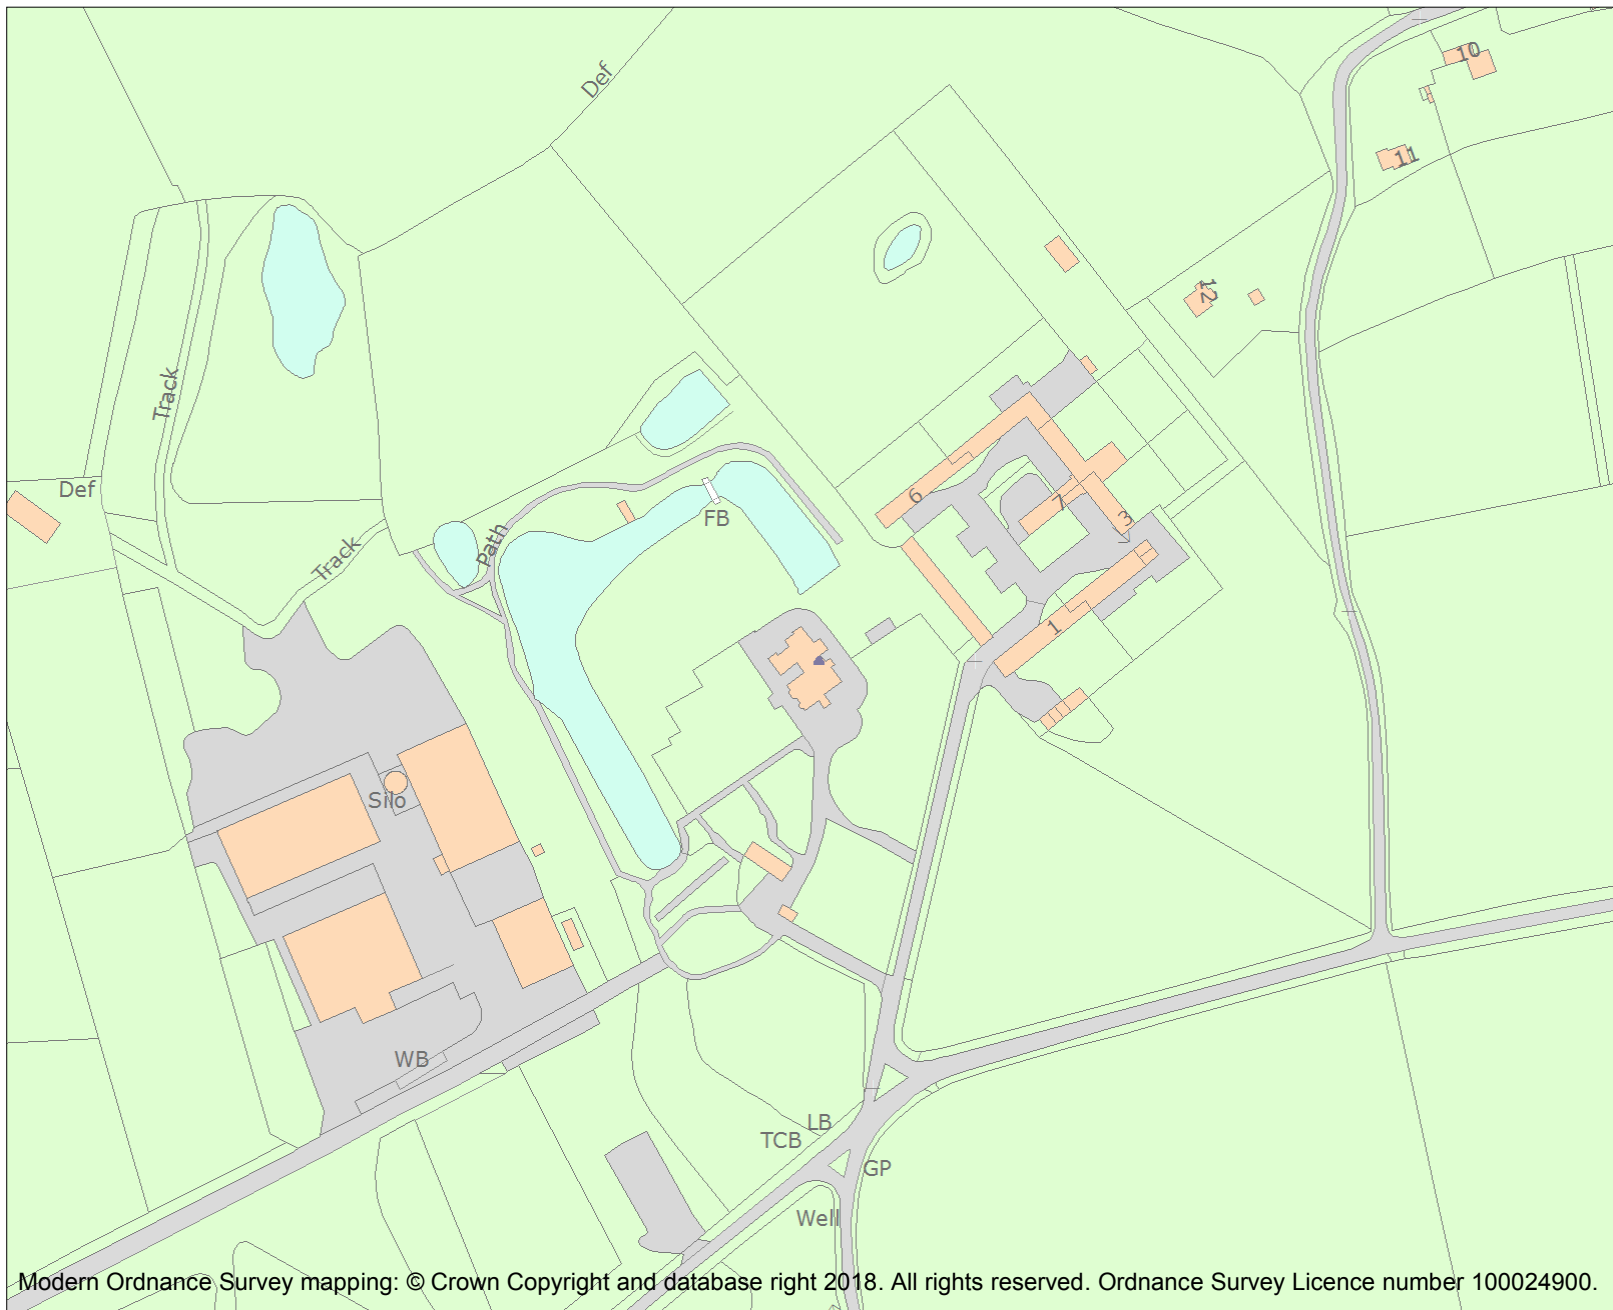 10
Def
11
12
Track
Def
6
7
3
FB
Path
Track
1
Silo
WB
LB
TCB
GP
Well
Modern Ordnance Survey mapping: © Crown Copyright and database right 2018. All rights reserved. Ordnance Survey Licence number 100024900.